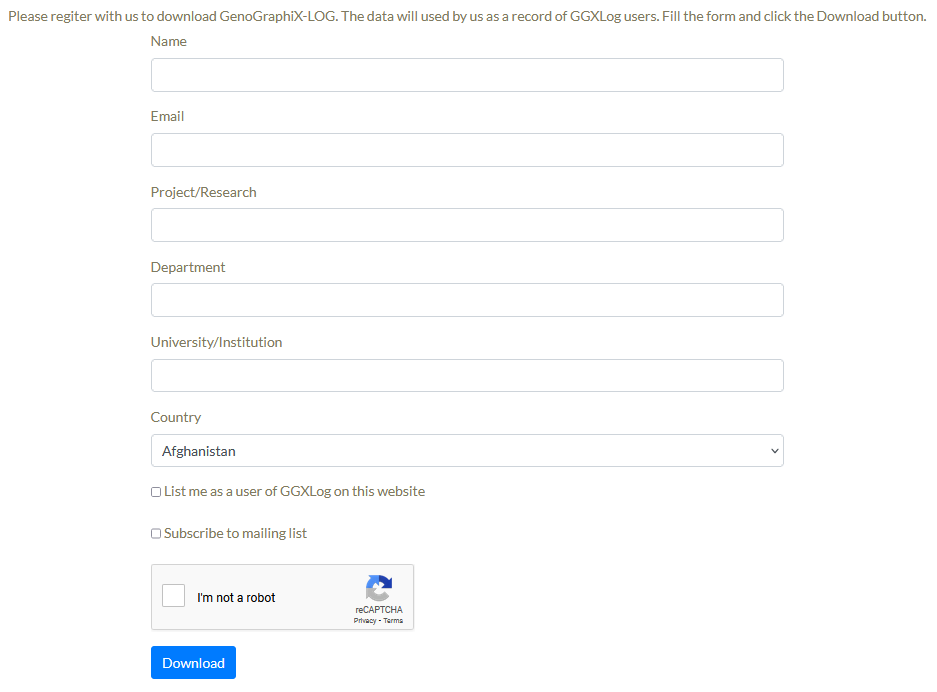 Please regiter with us to download GenoGraphiX-LOG. The data will used by us as a record of GGXLog users. Fill the form and click the Download button.
Name
Email
Project/Research
Department
University/Institution
Country
Afghanistan
List me as a user of GGXLog on this website
Subscribe to mailing list
I'm not a robot
reCAPTCHA
Privacy - Terms
Download